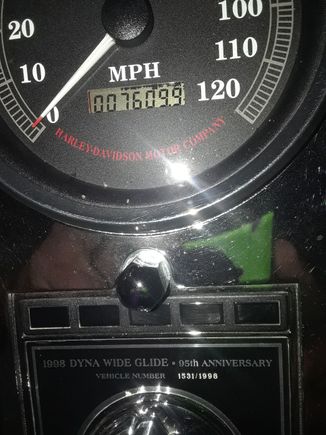 20
100
10
110
MPH
0
0076099
120
HARLEY-DAVIDSON MOTOR COMPANY
1998 DYNA WIDE GLIDE • 95th ANNIVERSARY
VEHICLE NUMBER 1531/1998